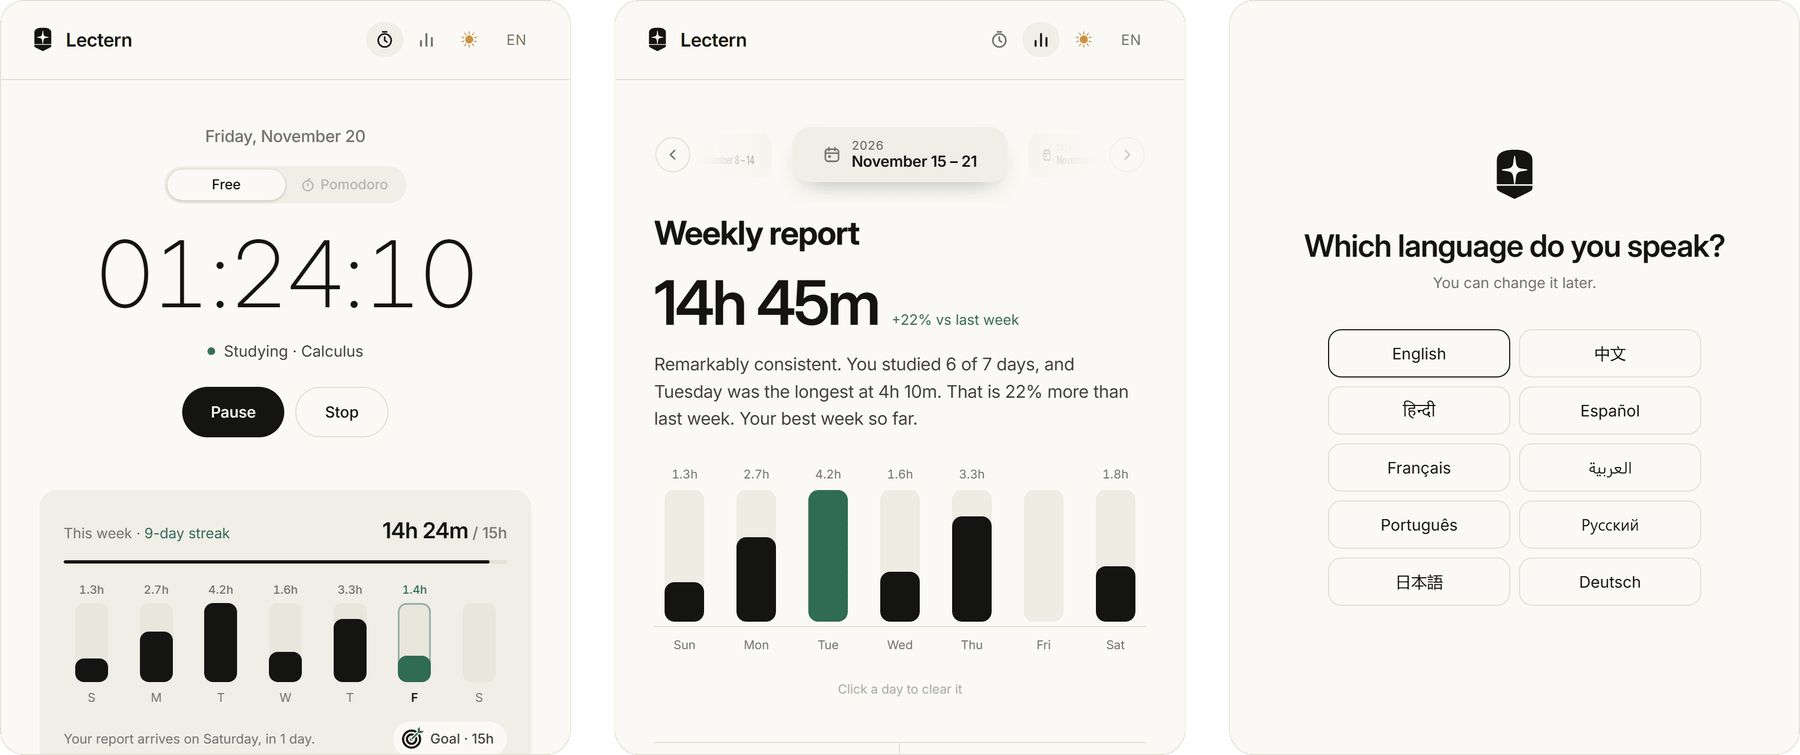 Lectern
EN
Friday, November 20
Free
Pomodoro
01:24:10
Studying · Calculus
Pause
Stop
This week · 9-day streak
14h 24m / 15h
1.3h 2.7h 4.2h 1.6h 3.3h 1.4h
S M T W T F S
Your report arrives on Saturday, in 1 day.
Goal · 15h
Lectern
EN
8 – 14
2026
November 15 – 21
Weekly report
14h 45m +22% vs last week
Remarkably consistent. You studied 6 of 7 days, and
Tuesday was the longest at 4h 10m. That is 22% more than
last week. Your best week so far.
1.3h 2.7h 4.2h 1.6h 3.3h 1.8h
Sun Mon Tue Wed Thu Fri Sat
Click a day to clear it
Which language do you speak?
You can change it later.
English
中文
हिन्दी
Español
Français
العربية
Português
Русский
日本語
Deutsch